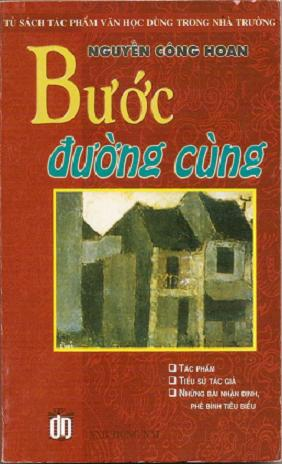 TỦ SÁCH TÁC PHẨM VĂN HỌC DÙNG TRONG NHÀ TRƯỜNG
NGUYỄN CÔNG HOAN
Bước
đường cùng
TÁC PHẨM
TIỂU SỬ TÁC GIẢ
NHỮNG BÀI NHẬN ĐỊNH,
PHÊ BÌNH TIÊU BIỂU